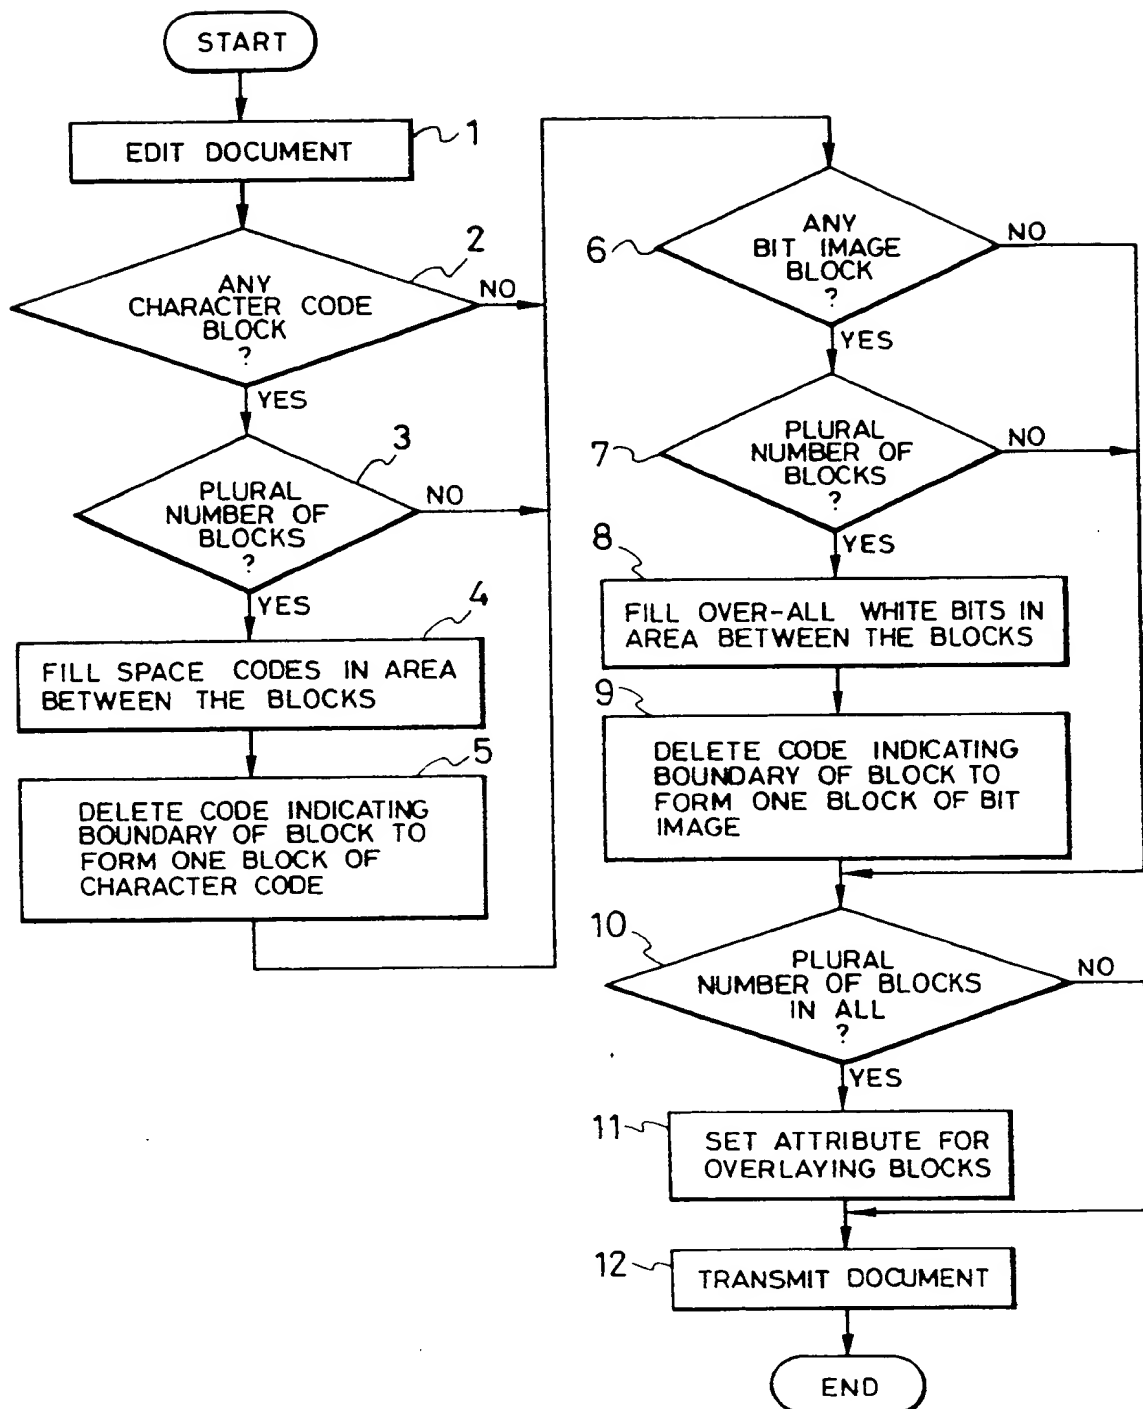 START
EDIT DOCUMENT
1
2
ANY
CHARACTER CODE
BLOCK
?
NO
YES
3
PLURAL
NUMBER OF
BLOCKS
?
NO
YES
4
FILL SPACE CODES IN AREA
BETWEEN THE BLOCKS
5
DELETE CODE INDICATING
BOUNDARY OF BLOCK TO
FORM ONE BLOCK OF
CHARACTER CODE
6
ANY
BIT IMAGE
BLOCK
?
NO
YES
7
PLURAL
NUMBER OF
BLOCKS
?
NO
YES
8
FILL OVER-ALL WHITE BITS IN
AREA BETWEEN THE BLOCKS
9
DELETE CODE INDICATING
BOUNDARY OF BLOCK TO
FORM ONE BLOCK OF BIT
IMAGE
10
PLURAL
NUMBER OF BLOCKS
IN ALL
?
NO
YES
11
SET ATTRIBUTE FOR
OVERLAYING BLOCKS
12
TRANSMIT DOCUMENT
END